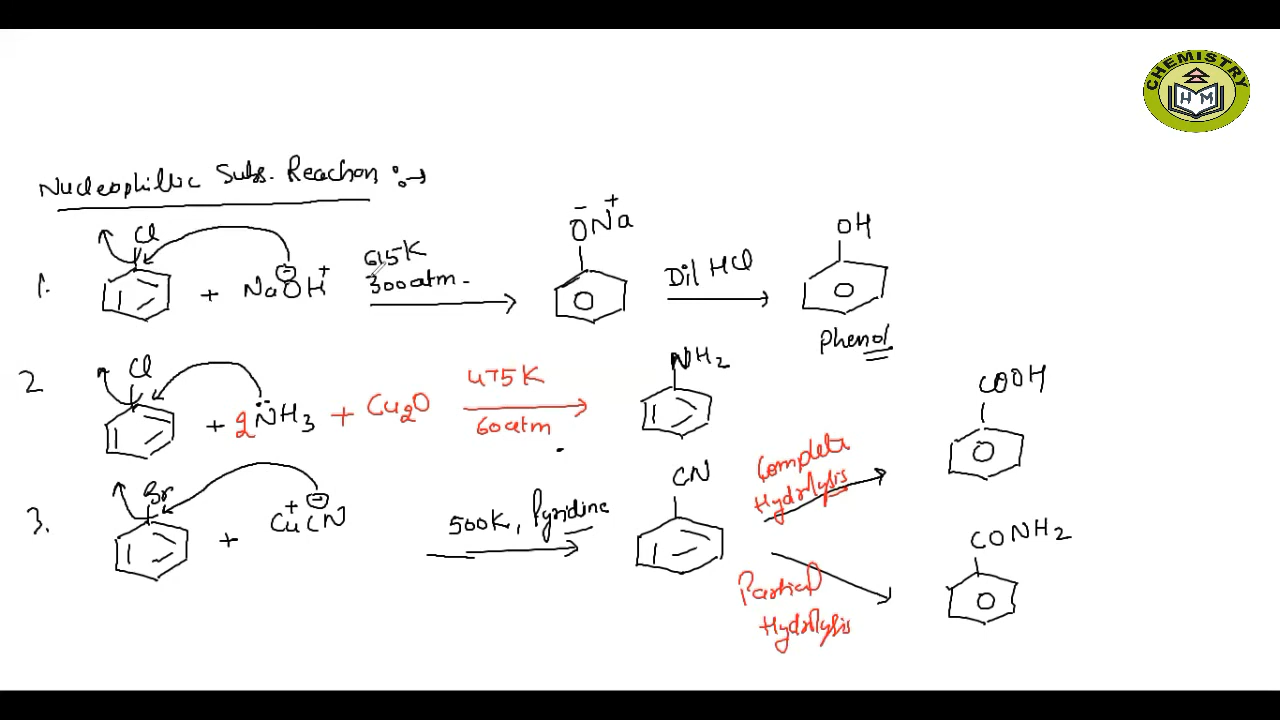 CHEMISTRY
H M
Nucleophillic Subs. Reaction :→
1. Cl + NaOH 615K 300atm. ONa Dil HCl OH
Phenol
2 Cl + 2NH3 + Cu2O 475K 60atm NH2
3. Br + CuCN 500K, Pyridine CN
Complete Hydrolysis COOH
Partial Hydrolysis CONH2